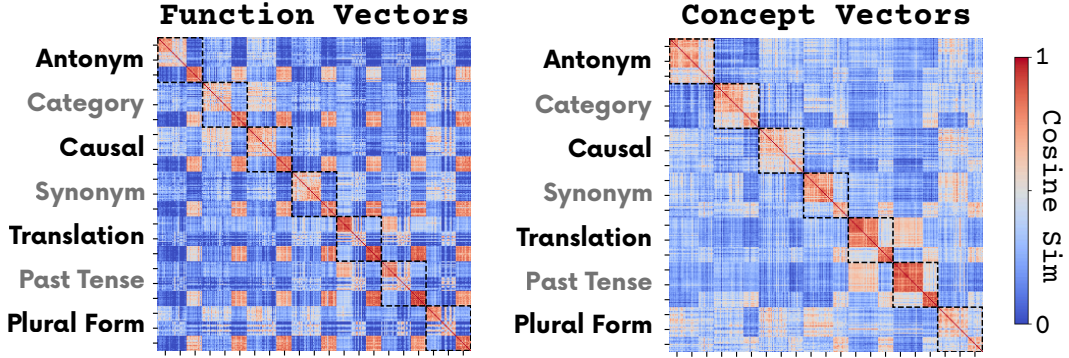 Function Vectors
Concept Vectors
Antonym
Category
Causal
Synonym
Translation
Past Tense
Plural Form
Antonym
Category
Causal
Synonym
Translation
Past Tense
Plural Form
1
Cosine Sim
0